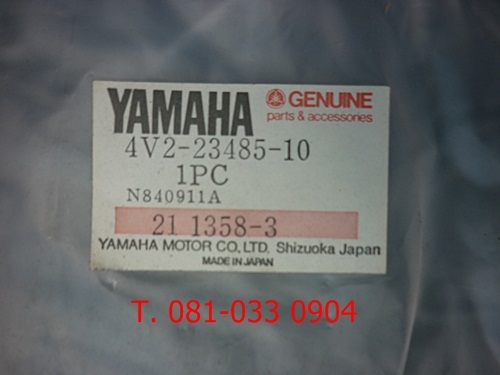 YAMAHA GENUINE
parts & accessories
4V2-23485-10
1PC
N840911A
21 1358-3
YAMAHA MOTOR CO., LTD. Shizuoka Japan
MADE IN JAPAN
T. 081-033 0904